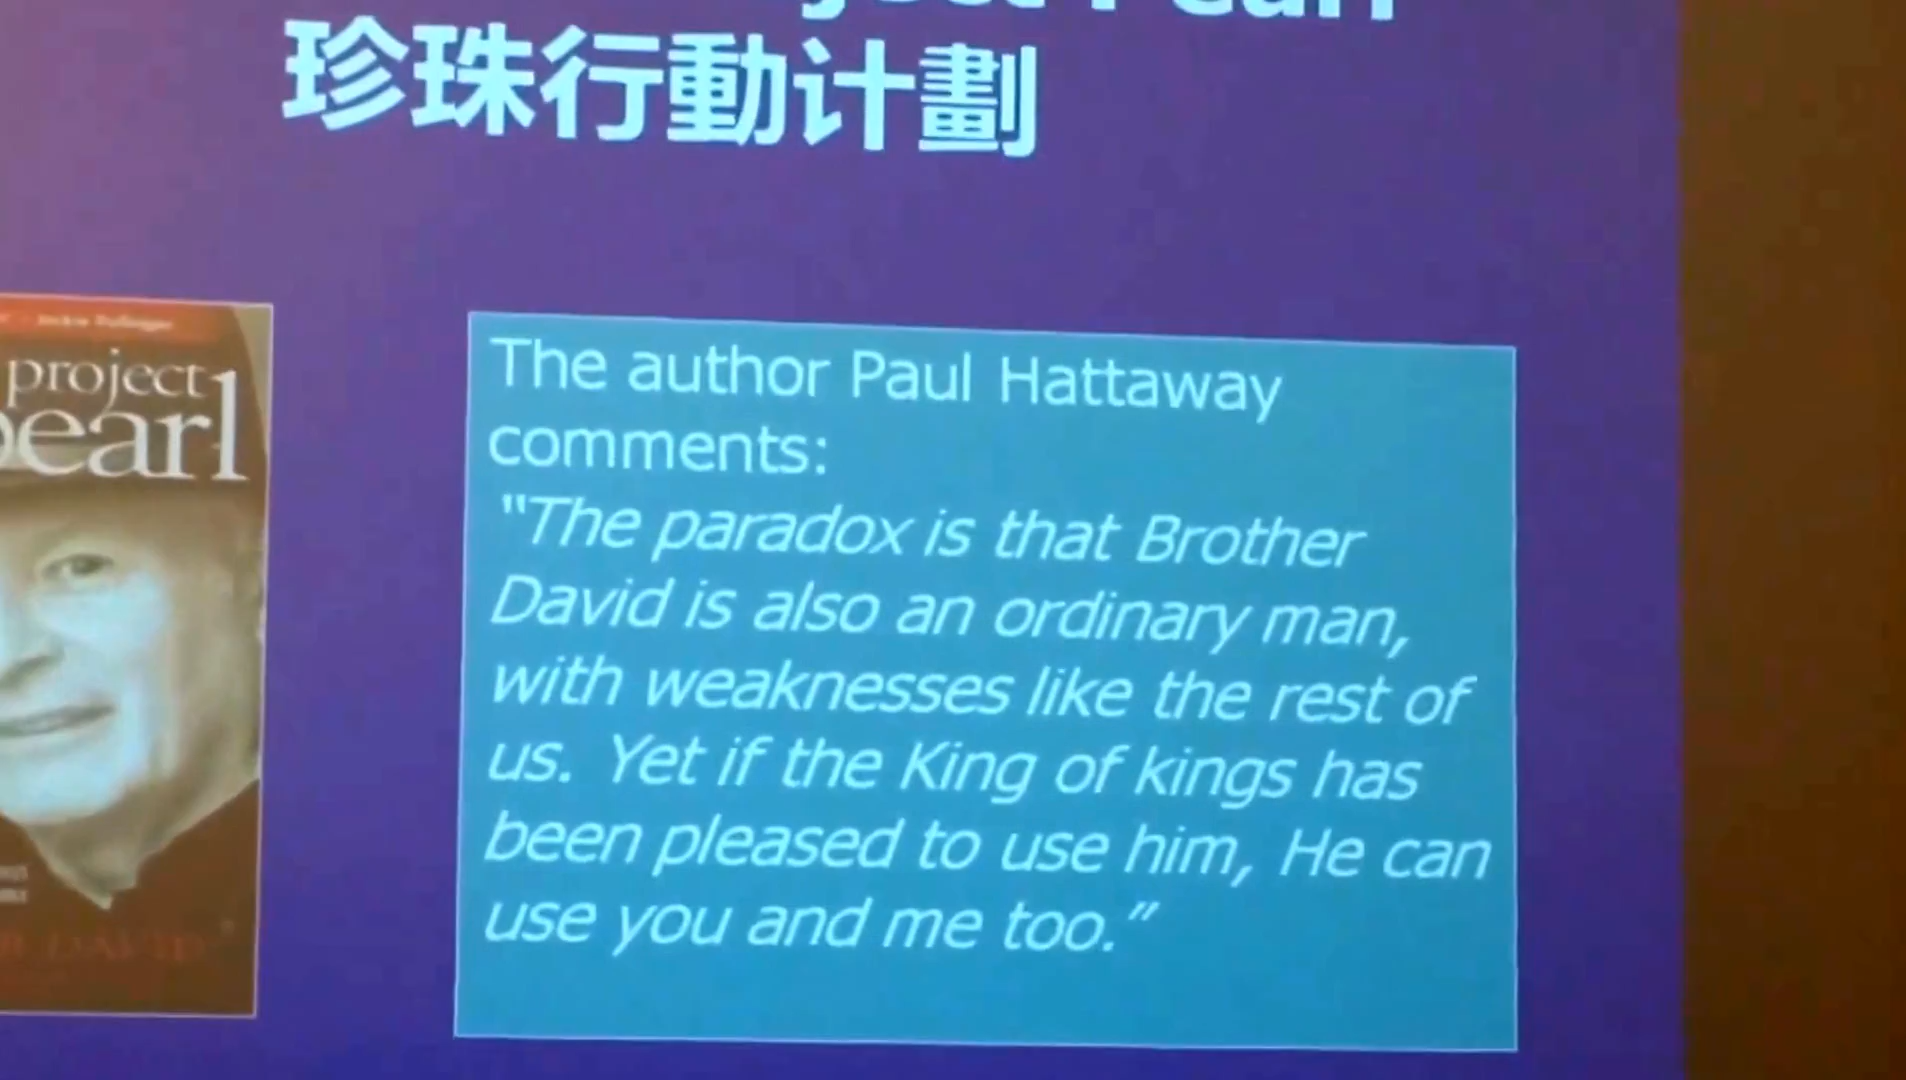 珍珠行動计劃
project
pearl
The author Paul Hattaway
comments:
“The paradox is that Brother
David is also an ordinary man,
with weaknesses like the rest of
us. Yet if the King of kings has
been pleased to use him, He can
use you and me too.”
DAVID